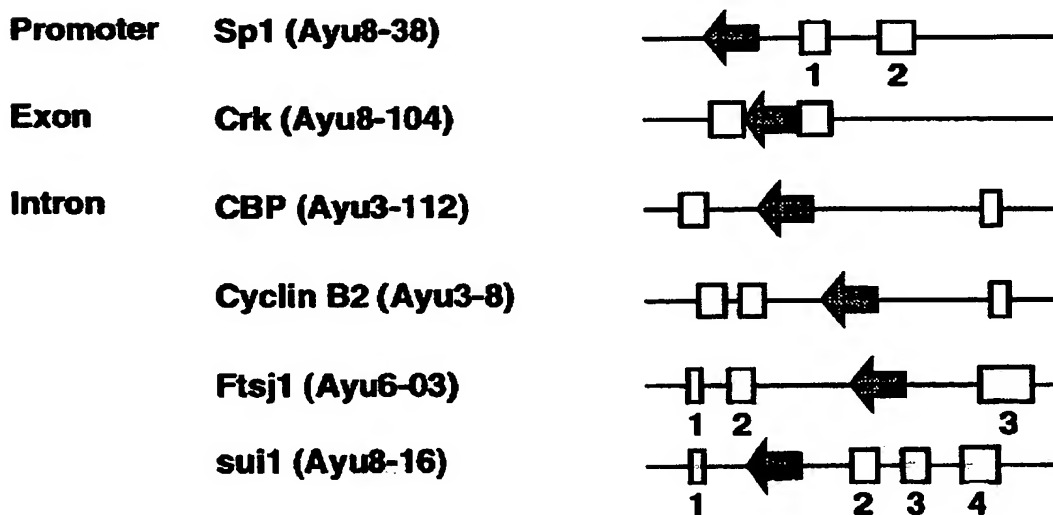 Promoter Sp1 (Ayu8-38)
1 2
Exon Crk (Ayu8-104)
Intron CBP (Ayu3-112)
Cyclin B2 (Ayu3-8)
Ftsj1 (Ayu6-03)
1 2 3
sui1 (Ayu8-16)
1 2 3 4